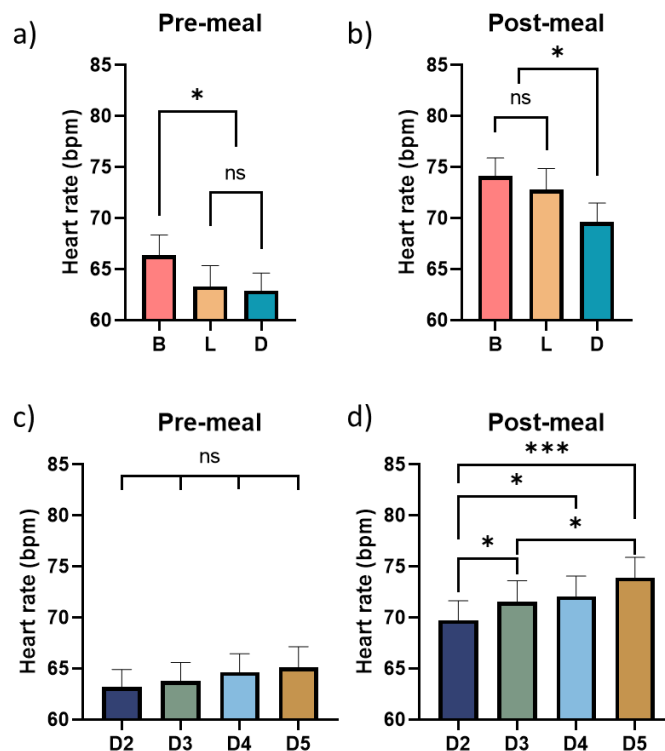 a)
Pre-meal
Heart rate (bpm)
85
80
75
70
65
60
*
ns
B L D
b)
Post-meal
Heart rate (bpm)
85
80
75
70
65
60
*
ns
B L D
c)
Pre-meal
Heart rate (bpm)
85
80
75
70
65
60
ns
D2 D3 D4 D5
d)
Post-meal
Heart rate (bpm)
85
80
75
70
65
60
***
*
*
*
D2 D3 D4 D5